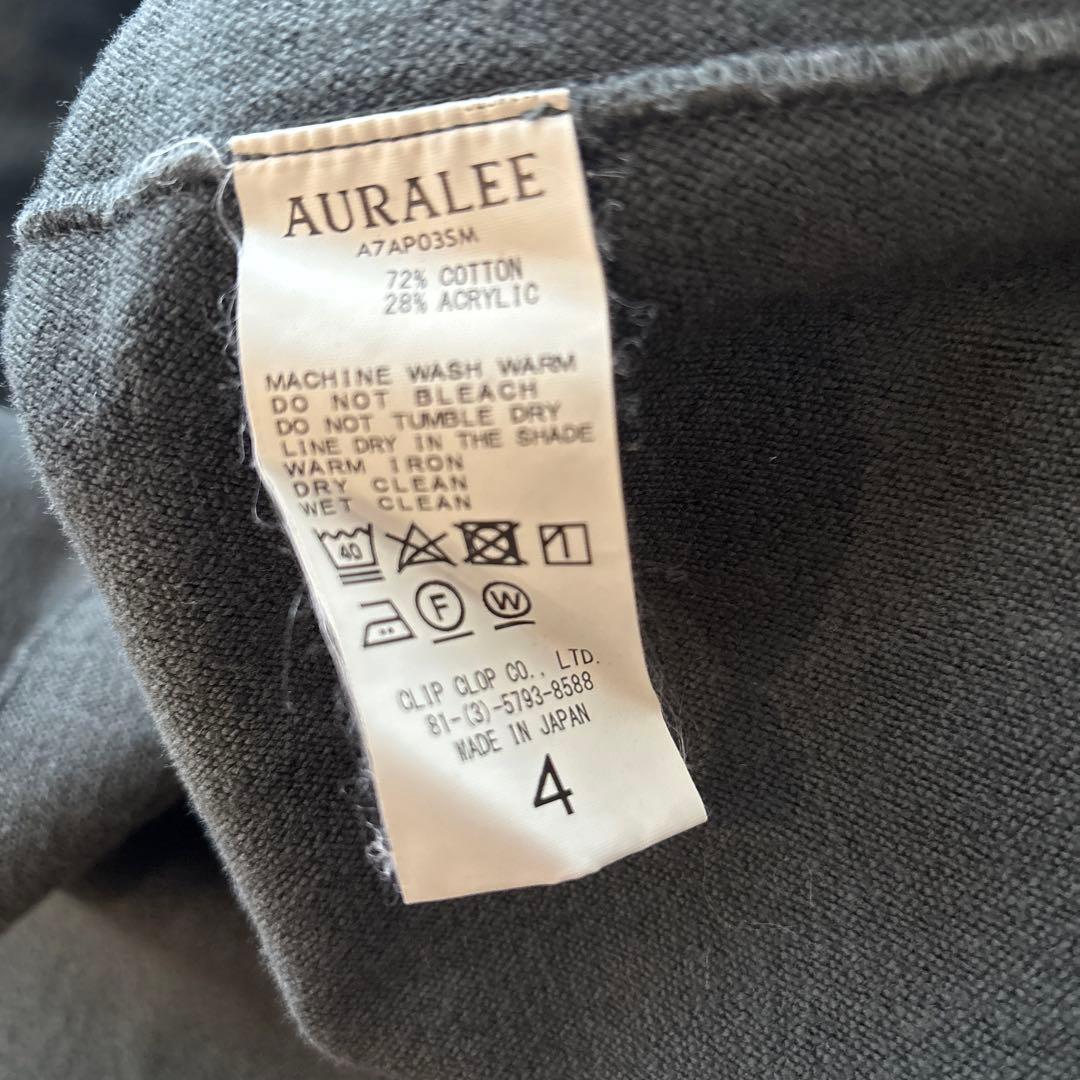 AURALEE
A7AP03SM
72% COTTON
28% ACRYLIC
MACHINE WASH WARM
DO NOT BLEACH
DO NOT TUMBLE DRY
LINE DRY IN THE SHADE
WARM IRON
DRY CLEAN
WET CLEAN
40
F W
CLIP CLOP CO., LTD.
81-(3)-5793-8588
MADE IN JAPAN
4